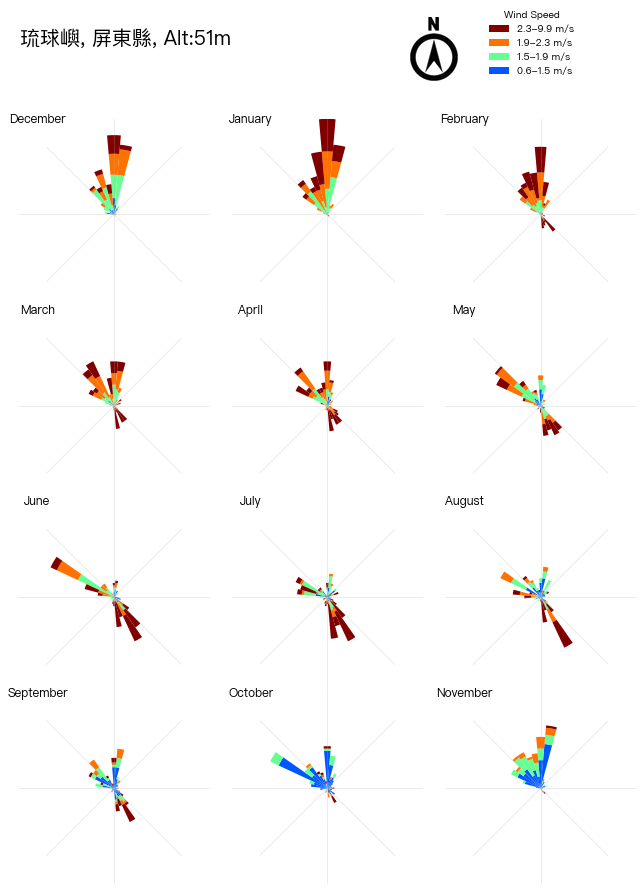 琉球嶼, 屏東縣, Alt:51m
N
Wind Speed
2.3–9.9 m/s
1.9–2.3 m/s
1.5–1.9 m/s
0.6–1.5 m/s
December
January
February
March
April
May
June
July
August
September
October
November